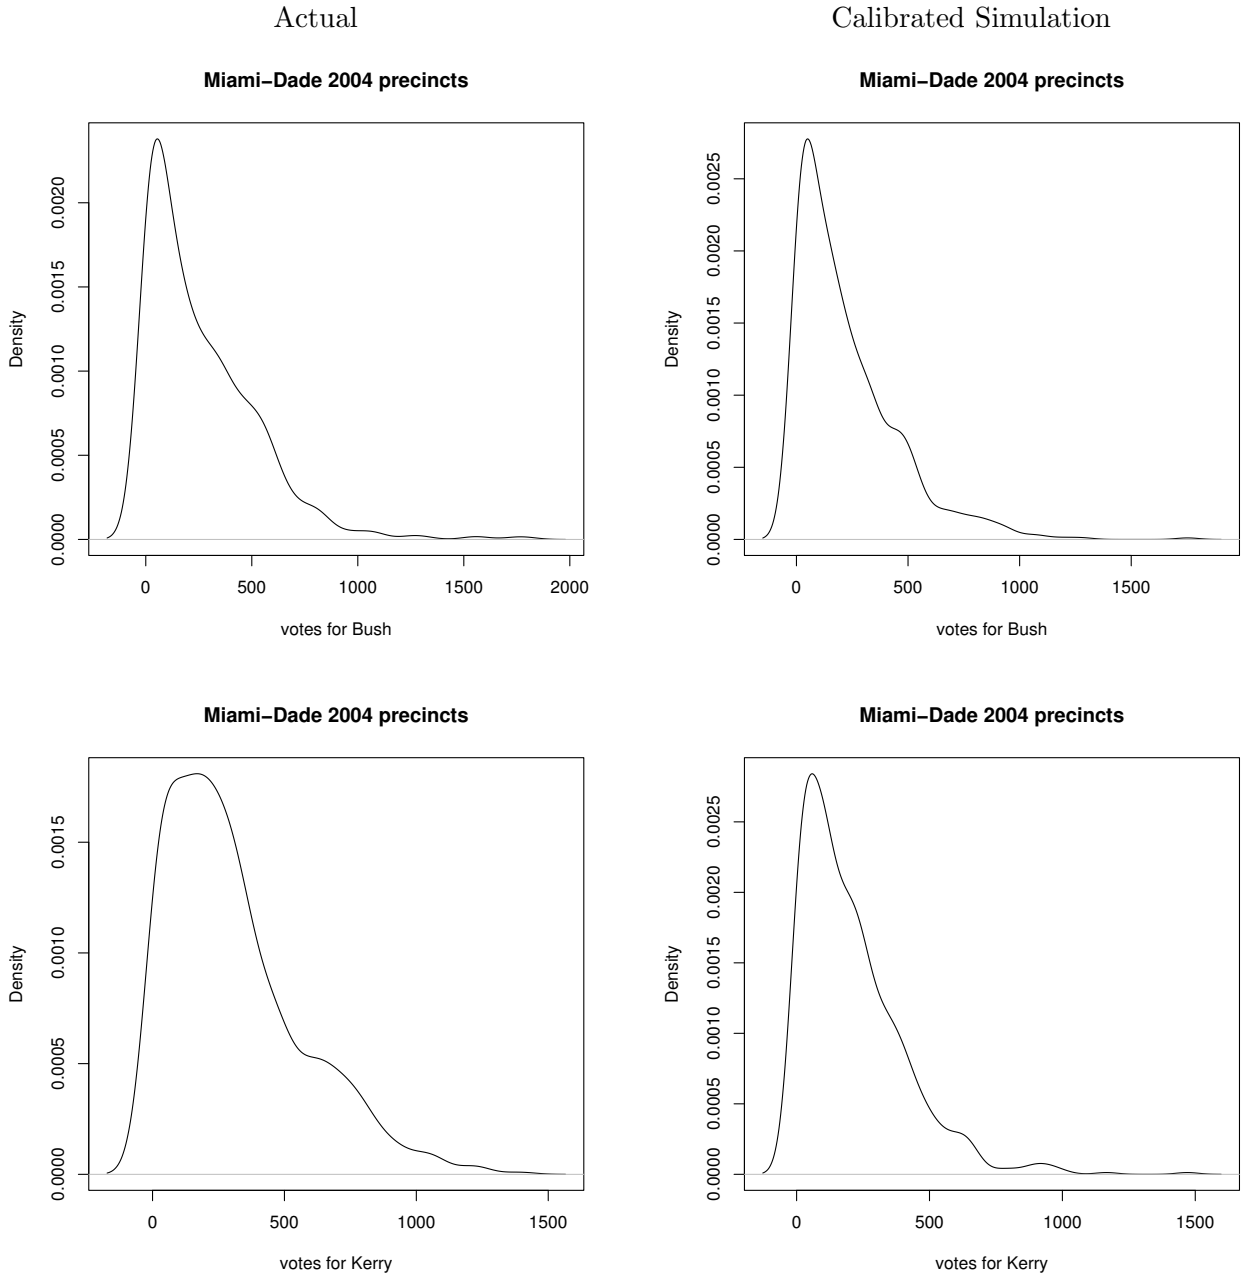 Actual
Calibrated Simulation
Miami−Dade 2004 precincts
Density
0.0000 0.0005 0.0010 0.0015 0.0020
0 500 1000 1500 2000
votes for Bush
Miami−Dade 2004 precincts
Density
0.0000 0.0005 0.0010 0.0015 0.0020 0.0025
0 500 1000 1500
votes for Bush
Miami−Dade 2004 precincts
Density
0.0000 0.0005 0.0010 0.0015
0 500 1000 1500
votes for Kerry
Miami−Dade 2004 precincts
Density
0.0000 0.0005 0.0010 0.0015 0.0020 0.0025
0 500 1000 1500
votes for Kerry